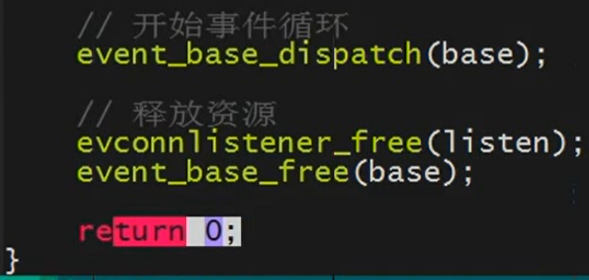 // 开始事件循环
event_base_dispatch(base);
// 释放资源
evconnlistener_free(listen);
event_base_free(base);
return 0;
}